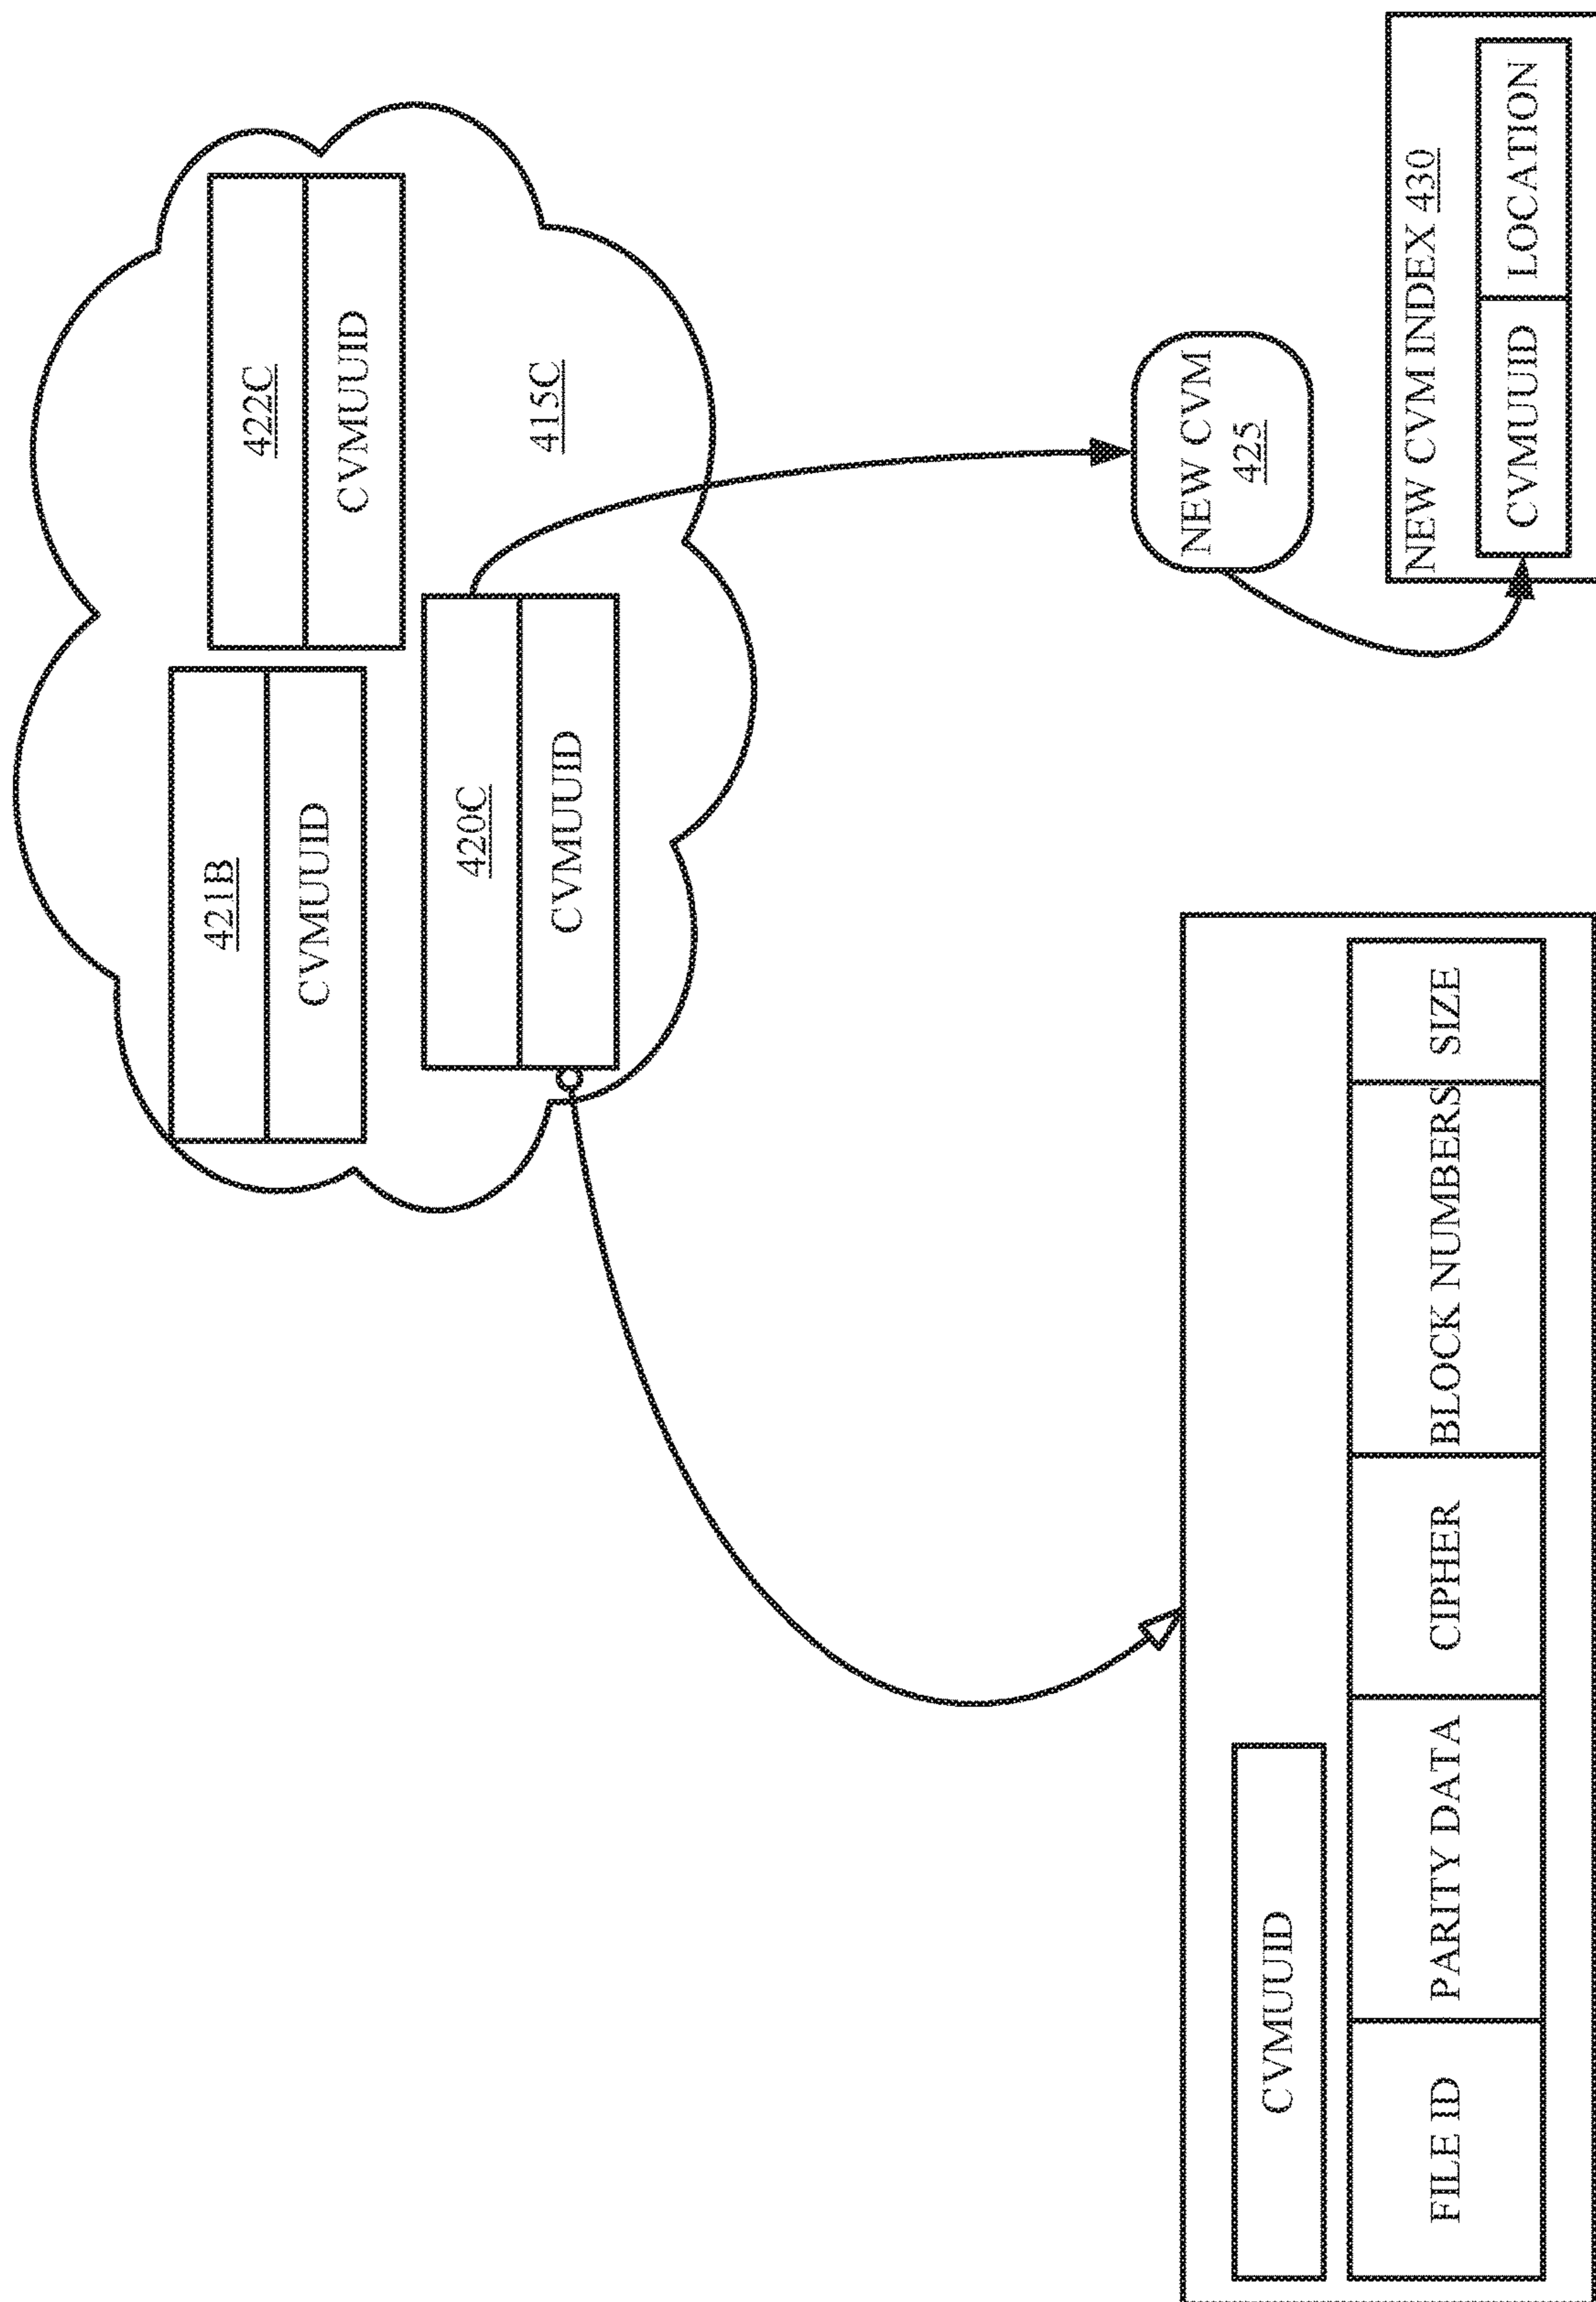 421B
CVMUUID
422C
CVMUUID
420C
CVMUUID
415C
NEW CVM
425
NEW CVM INDEX 430
CVMUUID
LOCATION
CVMUUID
FILE ID
PARITY DATA
CIPHER
BLOCK NUMBERS
SIZE